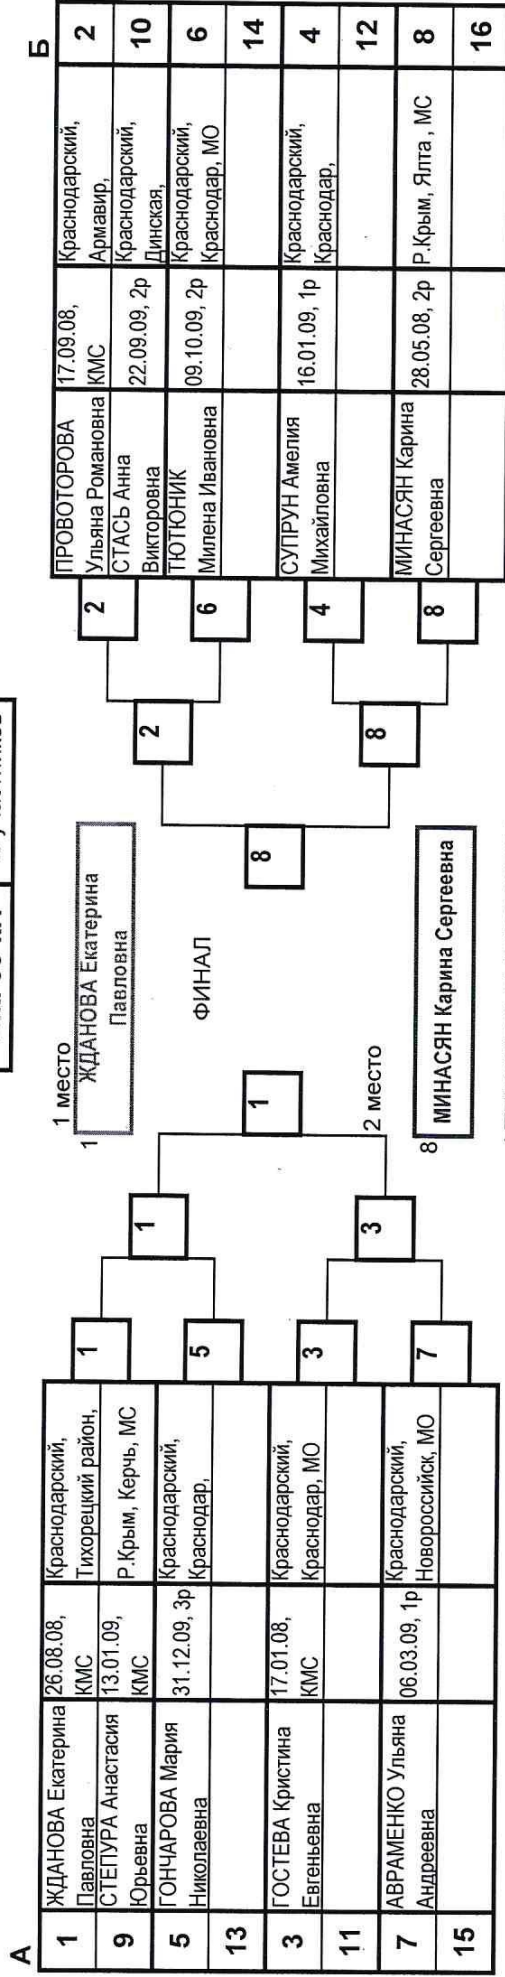 А
1 ЖДАНОВА Екатерина 26.08.08, Краснодарский,
Павловна КМС Тихорецкий район,
9 СТЕПУРА Анастасия 13.01.09, Р.Крым, Керчь, МС
Юрьевна КМС
5 ГОНЧАРОВА Мария 31.12.09, 3р Краснодарский,
Николаевна Краснодар,
13
3 ГОСТЕВА Кристина 17.01.08, Краснодарский,
Евгеньевна КМС Краснодар, МО
11
7 АВРАМЕНКО Ульяна 06.03.09, 1р Краснодарский,
Андреевна Новороссийск, МО
15
1
5
3
7
1
3
1
1 место
1 ЖДАНОВА Екатерина
Павловна
ФИНАЛ
2 место
8 МИНАСЯН Карина Сергеевна
8
2
8
2
6
4
8
Б
ПРОВОТОРОВА 17.09.08, Краснодарский, 2
Ульяна Романовна КМС Армавир,
СТАСЬ Анна 22.09.09, 2р Краснодарский 10
Викторовна Динская,
ТЮТЮНИК 09.10.09, 2р Краснодарский, 6
Милена Ивановна Краснодар, МО
14
СУПРУН Амелия 16.01.09, 1р Краснодарский, 4
Михайловна Краснодар,
12
МИНАСЯН Карина 28.05.08, 2р Р.Крым, Ялта , МС 8
Сергеевна
16